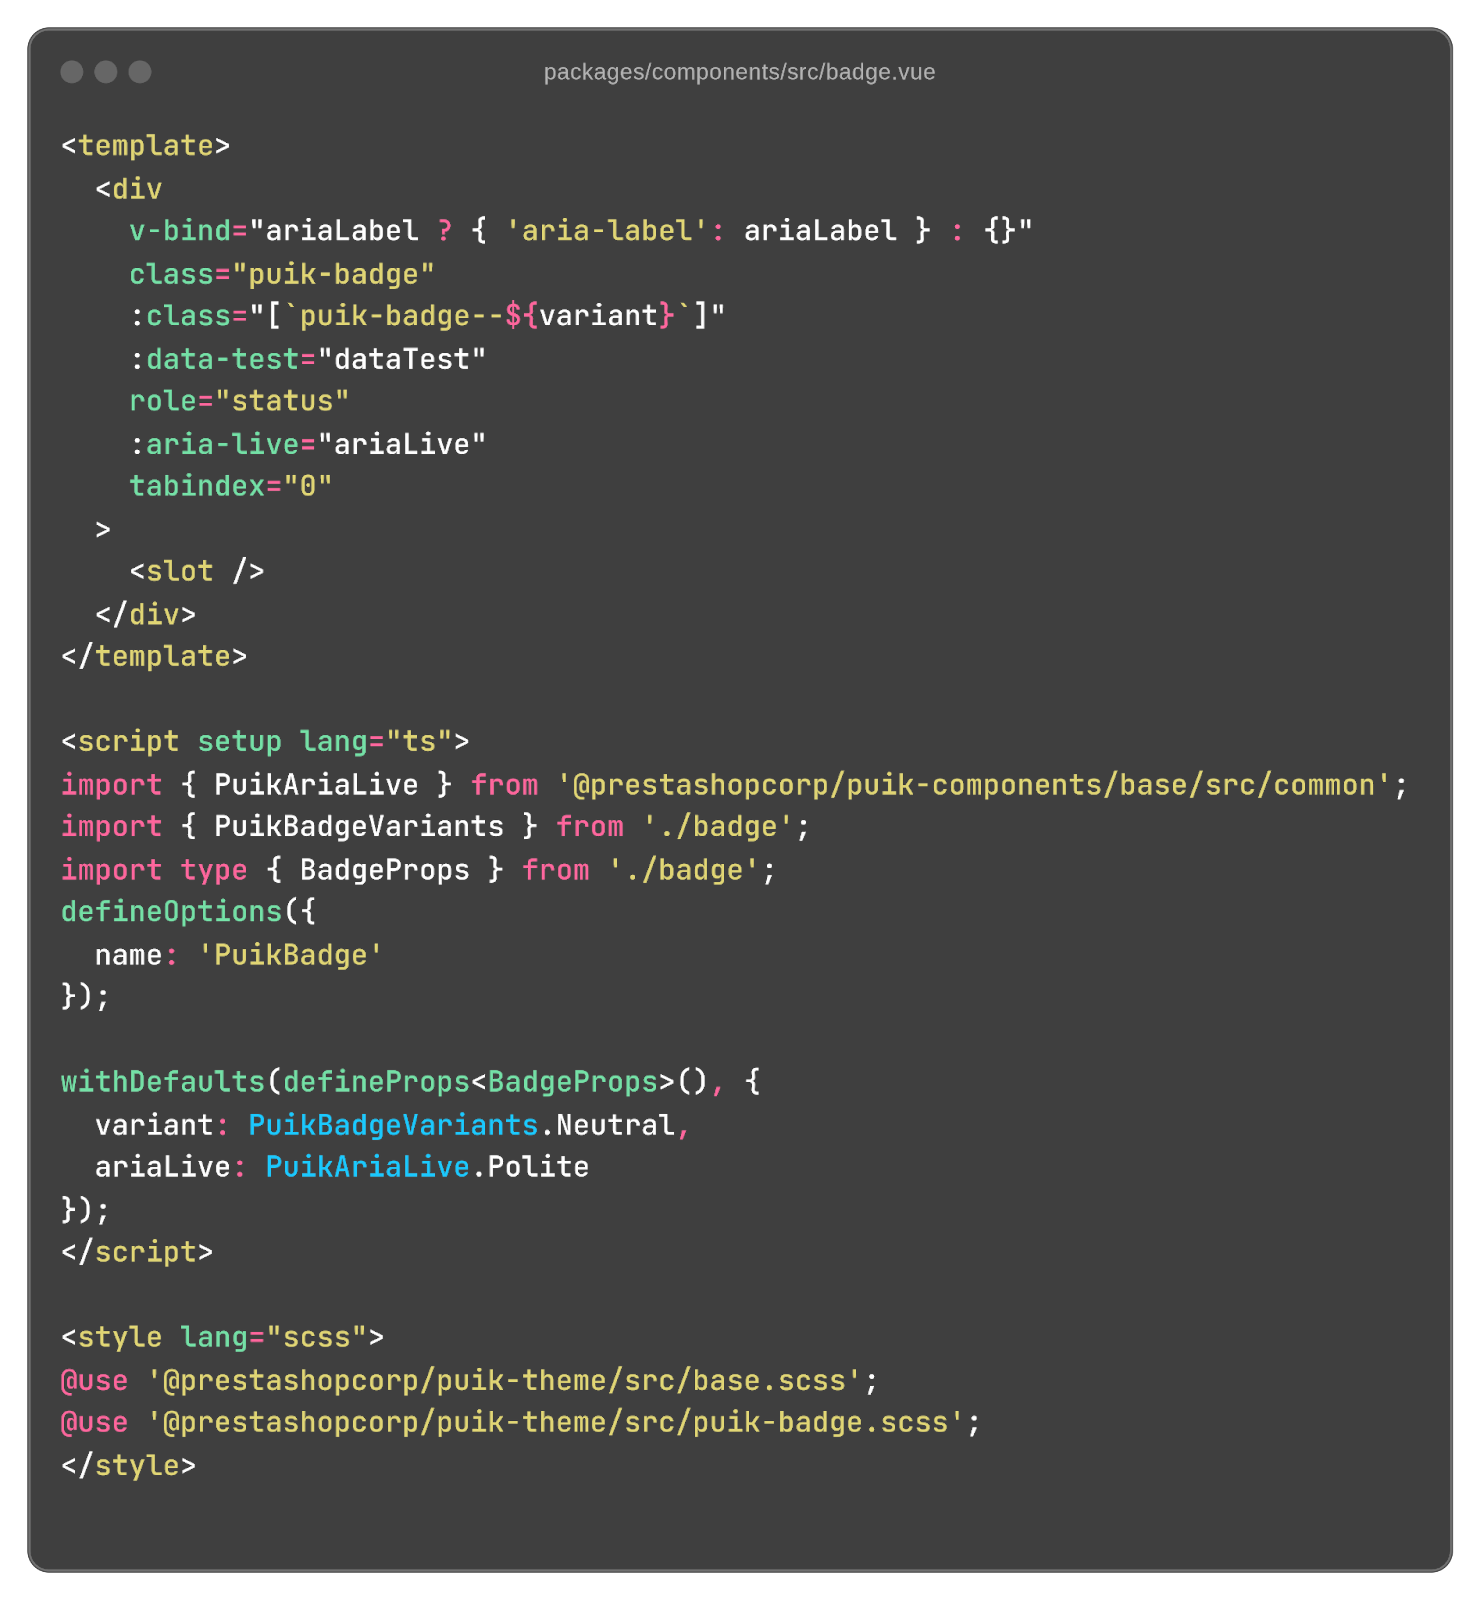 packages/components/src/badge.vue
<template>
  <div
    v-bind="ariaLabel ? { 'aria-label': ariaLabel } : {}"
    class="puik-badge"
    :class="[`puik-badge--${variant}`]"
    :data-test="dataTest"
    role="status"
    :aria-live="ariaLive"
    tabindex="0"
  >
    <slot />
  </div>
</template>

<script setup lang="ts">
import { PuikAriaLive } from '@prestashopcorp/puik-components/base/src/common';
import { PuikBadgeVariants } from './badge';
import type { BadgeProps } from './badge';
defineOptions({
  name: 'PuikBadge'
});

withDefaults(defineProps<BadgeProps>(), {
  variant: PuikBadgeVariants.Neutral,
  ariaLive: PuikAriaLive.Polite
});
</script>

<style lang="scss">
@use '@prestashopcorp/puik-theme/src/base.scss';
@use '@prestashopcorp/puik-theme/src/puik-badge.scss';
</style>